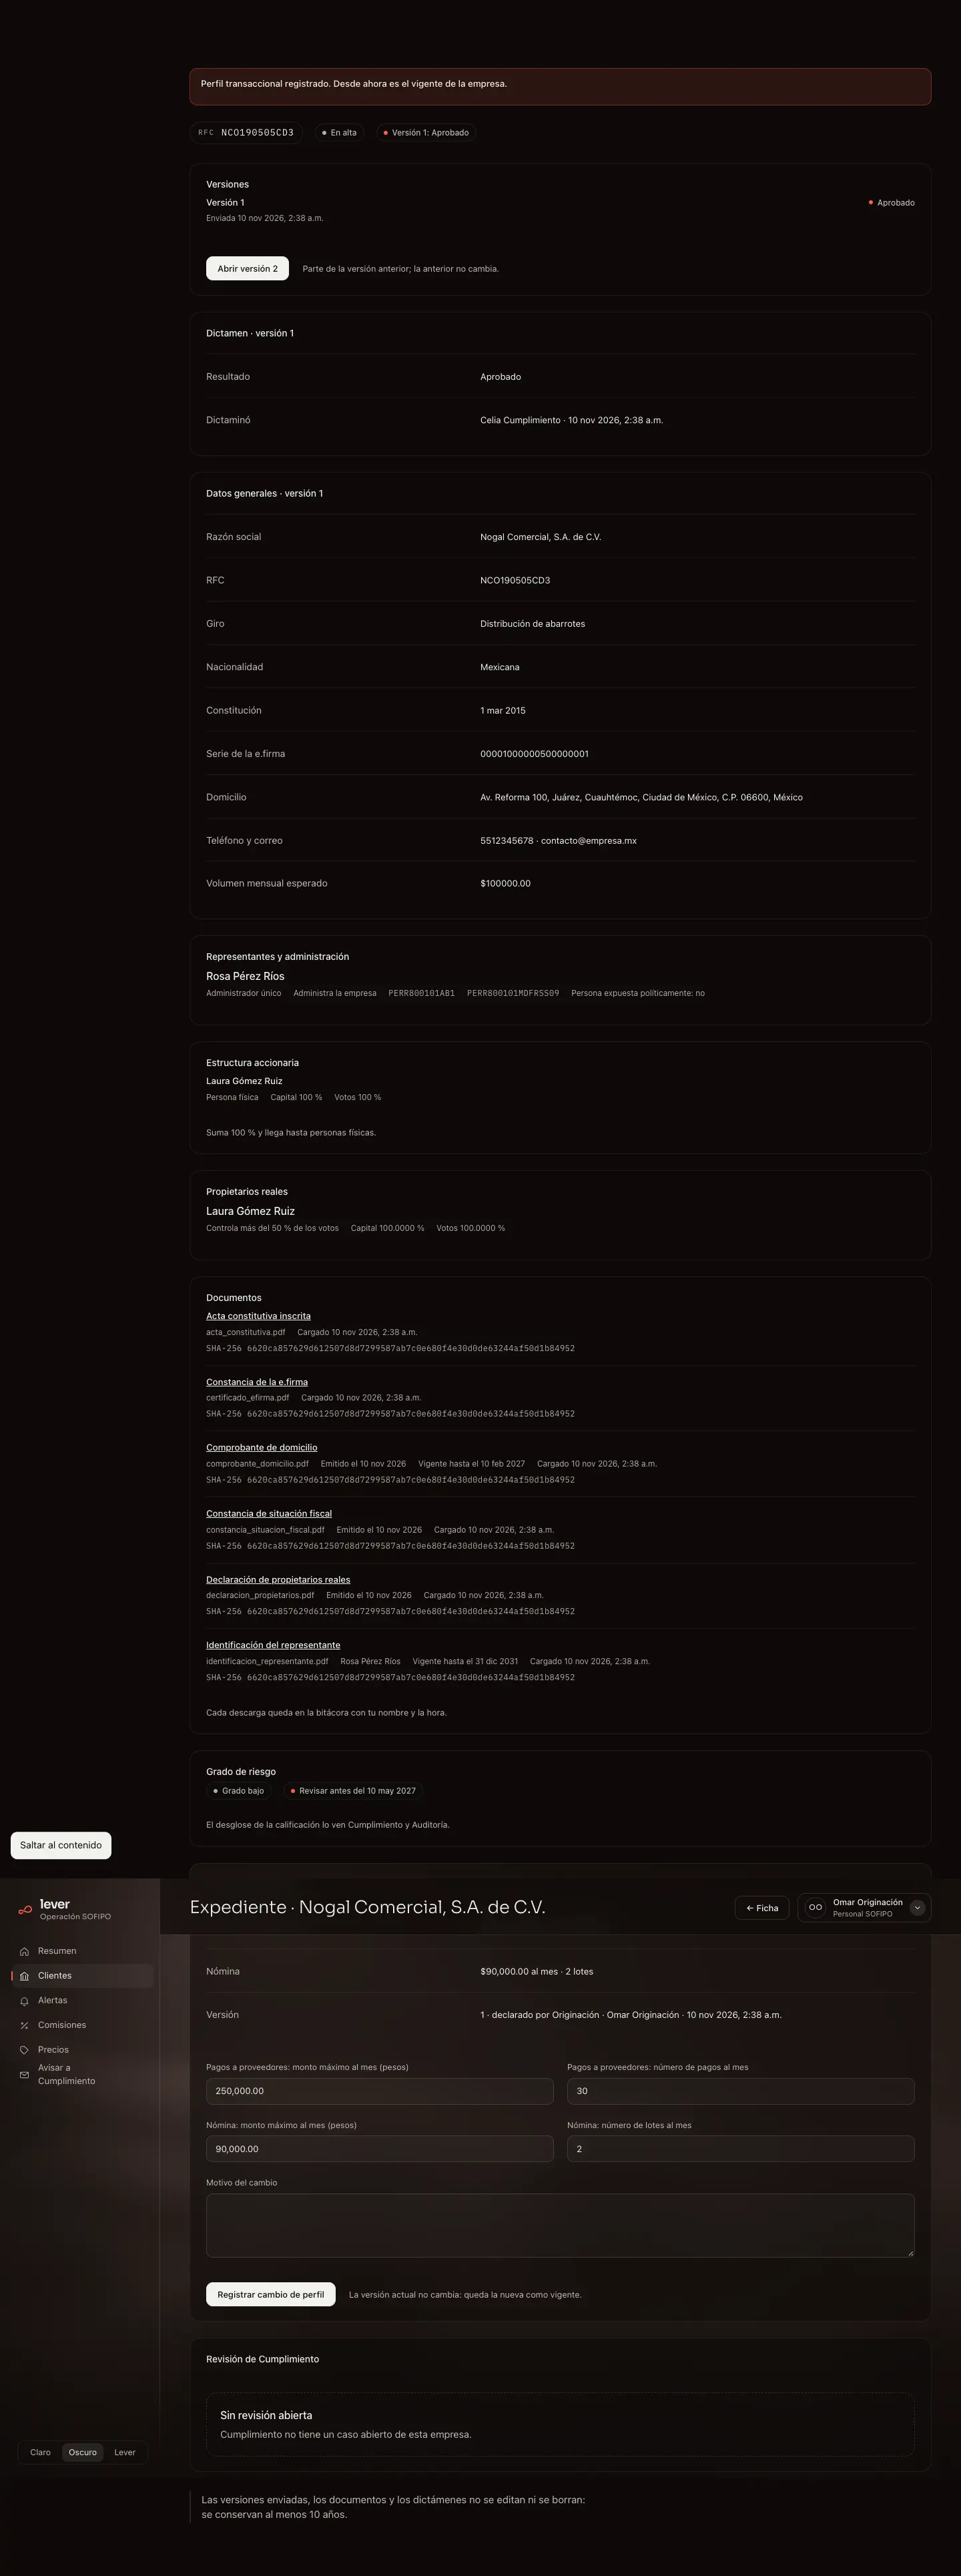 Perfil transaccional registrado. Desde ahora es el vigente de la empresa.
RFC NCO190505CD3
En alta
Versión 1: Aprobado
Versiones
Versión 1
Aprobado
Enviada 10 nov 2026, 2:38 a.m.
Abrir versión 2
Parte de la versión anterior; la anterior no cambia.
Dictamen · versión 1
Resultado
Aprobado
Dictaminó
Celia Cumplimiento · 10 nov 2026, 2:38 a.m.
Datos generales · versión 1
Razón social
Nogal Comercial, S.A. de C.V.
RFC
NCO190505CD3
Giro
Distribución de abarrotes
Nacionalidad
Mexicana
Constitución
1 mar 2015
Serie de la e.firma
00001000000500000001
Domicilio
Av. Reforma 100, Juárez, Cuauhtémoc, Ciudad de México, C.P. 06600, México
Teléfono y correo
5512345678 · contacto@empresa.mx
Volumen mensual esperado
$100000.00
Representantes y administración
Rosa Pérez Ríos
Administrador único Administra la empresa PERR800101AB1 PERR800101MDFRSS09 Persona expuesta políticamente: no
Estructura accionaria
Laura Gómez Ruiz
Persona física Capital 100 % Votos 100 %
Suma 100 % y llega hasta personas físicas.
Propietarios reales
Laura Gómez Ruiz
Controla más del 50 % de los votos Capital 100.0000 % Votos 100.0000 %
Documentos
Acta constitutiva inscrita
acta_constitutiva.pdf Cargado 10 nov 2026, 2:38 a.m.
SHA-256 6620ca857629d612507d8d7299587ab7c0e680f4e30d0de63244af50d1b84952
Constancia de la e.firma
certificado_efirma.pdf Cargado 10 nov 2026, 2:38 a.m.
SHA-256 6620ca857629d612507d8d7299587ab7c0e680f4e30d0de63244af50d1b84952
Comprobante de domicilio
comprobante_domicilio.pdf Emitido el 10 nov 2026 Vigente hasta el 10 feb 2027 Cargado 10 nov 2026, 2:38 a.m.
SHA-256 6620ca857629d612507d8d7299587ab7c0e680f4e30d0de63244af50d1b84952
Constancia de situación fiscal
constancia_situacion_fiscal.pdf Emitido el 10 nov 2026 Cargado 10 nov 2026, 2:38 a.m.
SHA-256 6620ca857629d612507d8d7299587ab7c0e680f4e30d0de63244af50d1b84952
Declaración de propietarios reales
declaracion_propietarios.pdf Emitido el 10 nov 2026 Cargado 10 nov 2026, 2:38 a.m.
SHA-256 6620ca857629d612507d8d7299587ab7c0e680f4e30d0de63244af50d1b84952
Identificación del representante
identificacion_representante.pdf Rosa Pérez Ríos Vigente hasta el 31 dic 2031 Cargado 10 nov 2026, 2:38 a.m.
SHA-256 6620ca857629d612507d8d7299587ab7c0e680f4e30d0de63244af50d1b84952
Cada descarga queda en la bitácora con tu nombre y la hora.
Grado de riesgo
Grado bajo
Revisar antes del 10 may 2027
El desglose de la calificación lo ven Cumplimiento y Auditoría.
Saltar al contenido
lever
Operación SOFIPO
Resumen
Clientes
Alertas
Comisiones
Precios
Avisar a
Cumplimiento
Claro
Oscuro
Lever
Expediente · Nogal Comercial, S.A. de C.V.
← Ficha
OO
Omar Originación
Personal SOFIPO
Nómina
$90,000.00 al mes · 2 lotes
Versión
1 · declarado por Originación · Omar Originación · 10 nov 2026, 2:38 a.m.
Pagos a proveedores: monto máximo al mes (pesos)
250,000.00
Pagos a proveedores: número de pagos al mes
30
Nómina: monto máximo al mes (pesos)
90,000.00
Nómina: número de lotes al mes
2
Motivo del cambio
Registrar cambio de perfil
La versión actual no cambia: queda la nueva como vigente.
Revisión de Cumplimiento
Sin revisión abierta
Cumplimiento no tiene un caso abierto de esta empresa.
Las versiones enviadas, los documentos y los dictámenes no se editan ni se borran:
se conservan al menos 10 años.